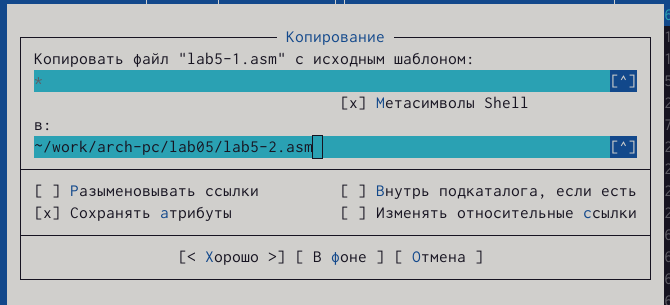 Копирование
Копировать файл "lab5-1.asm" с исходным шаблоном:
* [^]
[x] Метасимволы Shell
в:
~/work/arch-pc/lab05/lab5-2.asm [^]
[ ] Разыменовывать ссылки [ ] Внутрь подкаталога, если есть
[x] Сохранять атрибуты [ ] Изменять относительные ссылки
[< Хорошо >] [ В фоне ] [ Отмена ]